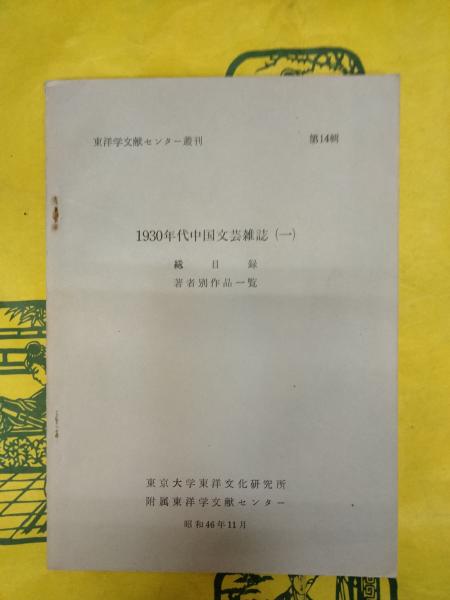 東洋学文献センター叢刊 第14輯
1930年代中国文芸雑誌 (一)
総目録
著者別作品一覧
東京大学東洋文化研究所
附属東洋学文献センター
昭和46年11月